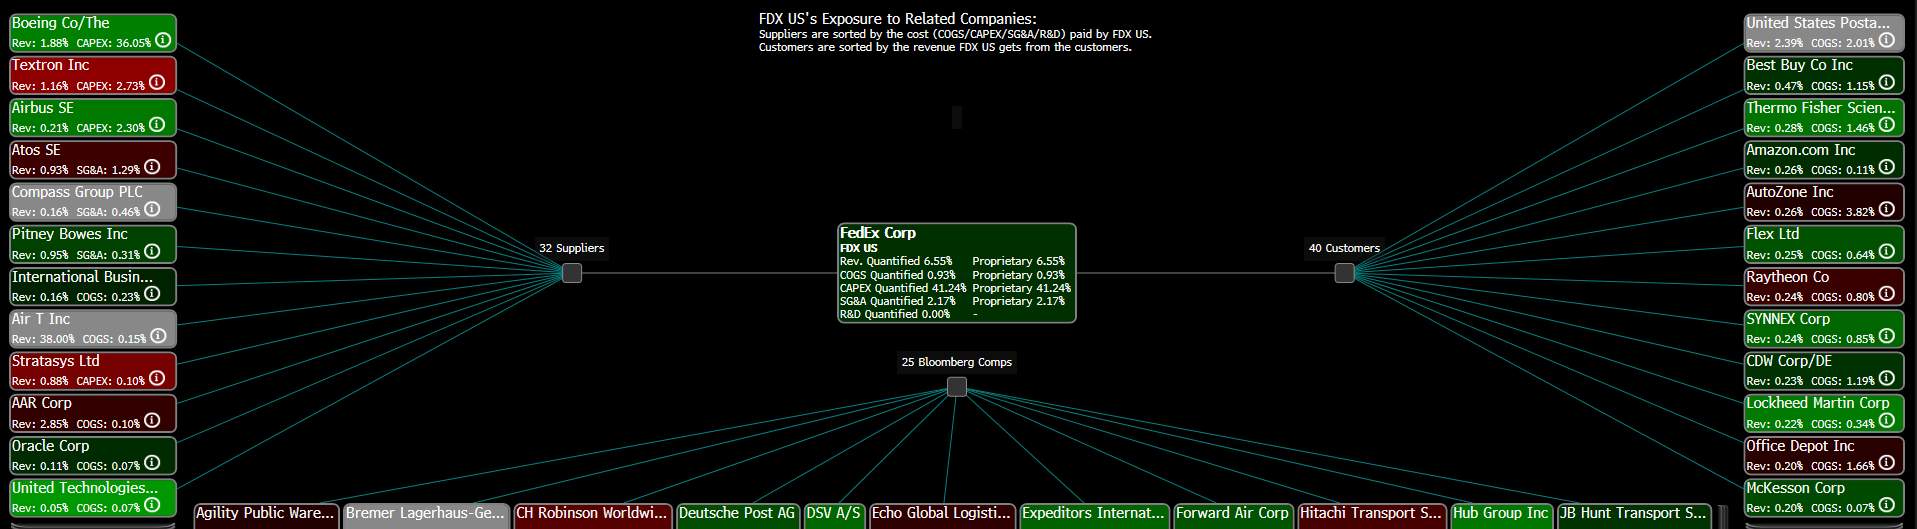 FDX US's Exposure to Related Companies:
Suppliers are sorted by the cost (COGS/CAPEX/SG&A/R&D) paid by FDX US.
Customers are sorted by the revenue FDX US gets from the customers.
Boeing Co/The
Rev: 1.88% CAPEX: 36.05%
Textron Inc
Rev: 1.16% CAPEX: 2.73%
Airbus SE
Rev: 0.21% CAPEX: 2.30%
Atos SE
Rev: 0.93% SG&A: 1.29%
Compass Group PLC
Rev: 0.16% SG&A: 0.46%
Pitney Bowes Inc
Rev: 0.95% SG&A: 0.31%
International Busin...
Rev: 0.16% COGS: 0.23%
Air T Inc
Rev: 38.00% COGS: 0.15%
Stratasys Ltd
Rev: 0.88% CAPEX: 0.10%
AAR Corp
Rev: 2.85% COGS: 0.10%
Oracle Corp
Rev: 0.11% COGS: 0.07%
United Technologies...
Rev: 0.05% COGS: 0.07%
32 Suppliers
FedEx Corp
FDX US
Rev. Quantified 6.55% Proprietary 6.55%
COGS Quantified 0.93% Proprietary 0.93%
CAPEX Quantified 41.24% Proprietary 41.24%
SG&A Quantified 2.17% Proprietary 2.17%
R&D Quantified 0.00% -
40 Customers
United States Posta...
Rev: 2.39% COGS: 2.01%
Best Buy Co Inc
Rev: 0.47% COGS: 1.15%
Thermo Fisher Scien...
Rev: 0.28% COGS: 1.46%
Amazon.com Inc
Rev: 0.26% COGS: 0.11%
AutoZone Inc
Rev: 0.26% COGS: 3.82%
Flex Ltd
Rev: 0.25% COGS: 0.64%
Raytheon Co
Rev: 0.24% COGS: 0.80%
SYNNEX Corp
Rev: 0.24% COGS: 0.85%
CDW Corp/DE
Rev: 0.23% COGS: 1.19%
Lockheed Martin Corp
Rev: 0.22% COGS: 0.34%
Office Depot Inc
Rev: 0.20% COGS: 1.66%
McKesson Corp
Rev: 0.20% COGS: 0.07%
25 Bloomberg Comps
Agility Public Ware...
Bremer Lagerhaus-Ge...
CH Robinson Worldwi...
Deutsche Post AG
DSV A/S
Echo Global Logisti...
Expeditors Internat...
Forward Air Corp
Hitachi Transport S...
Hub Group Inc
JB Hunt Transport S...